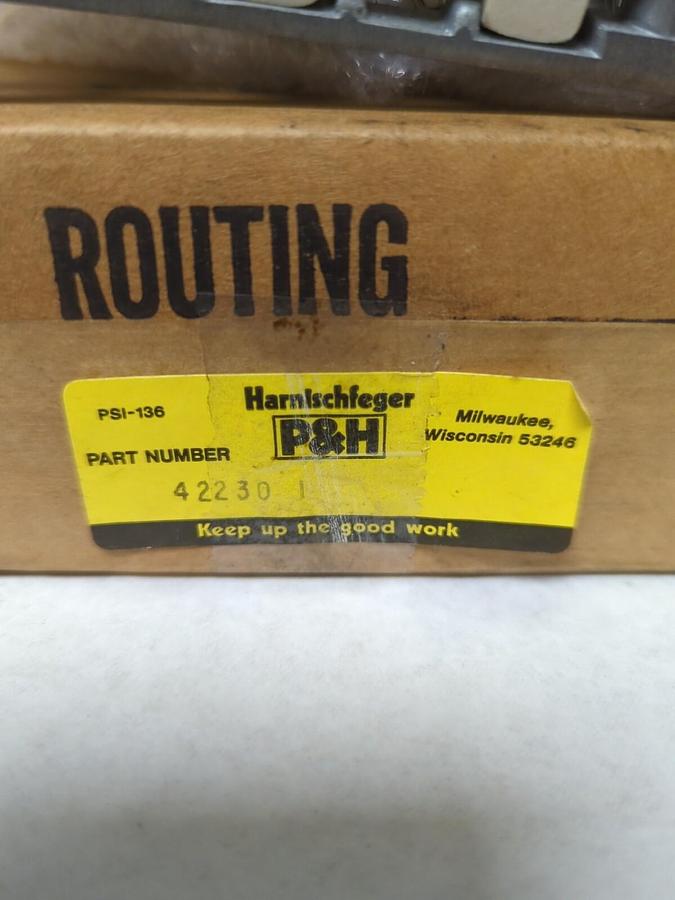 ROUTING
PSI-136
Harnischfeger
P&H
Milwaukee,
Wisconsin 53246
PART NUMBER
42230 1
Keep up the good work